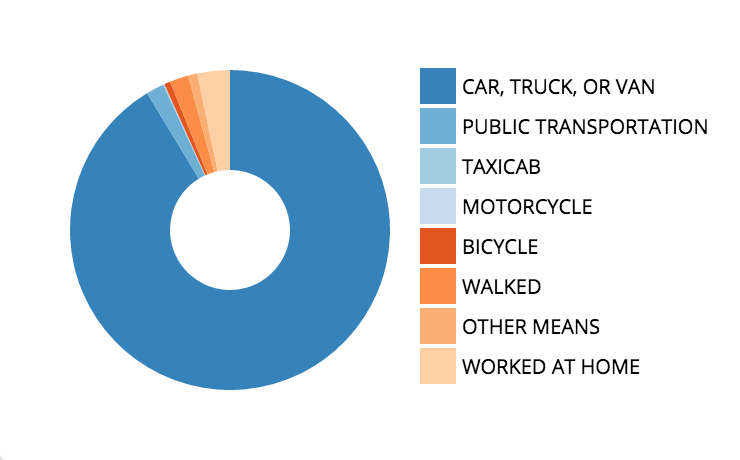 CAR, TRUCK, OR VAN
PUBLIC TRANSPORTATION
TAXICAB
MOTORCYCLE
BICYCLE
WALKED
OTHER MEANS
WORKED AT HOME